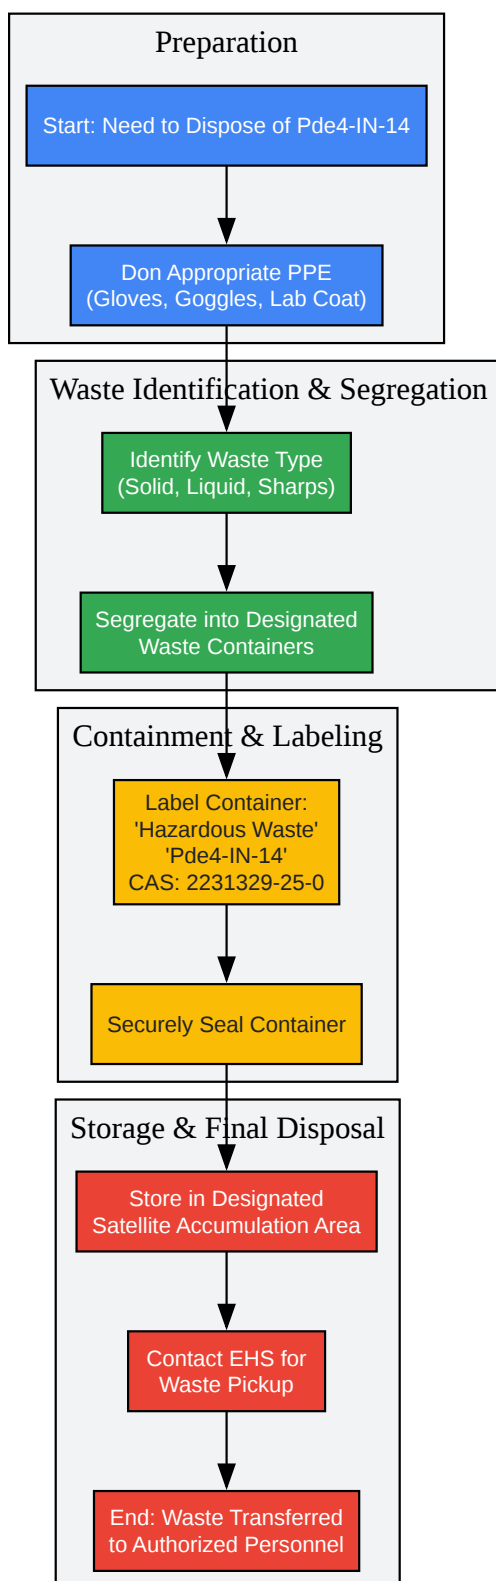 Preparation
Start: Need to Dispose of Pde4-IN-14
Don Appropriate PPE
(Gloves, Goggles, Lab Coat)
Waste Identification & Segregation
Identify Waste Type
(Solid, Liquid, Sharps)
Segregate into Designated
Waste Containers
Containment & Labeling
Label Container:
'Hazardous Waste'
'Pde4-IN-14'
CAS: 2231329-25-0
Securely Seal Container
Storage & Final Disposal
Store in Designated
Satellite Accumulation Area
Contact EHS for
Waste Pickup
End: Waste Transferred
to Authorized Personnel